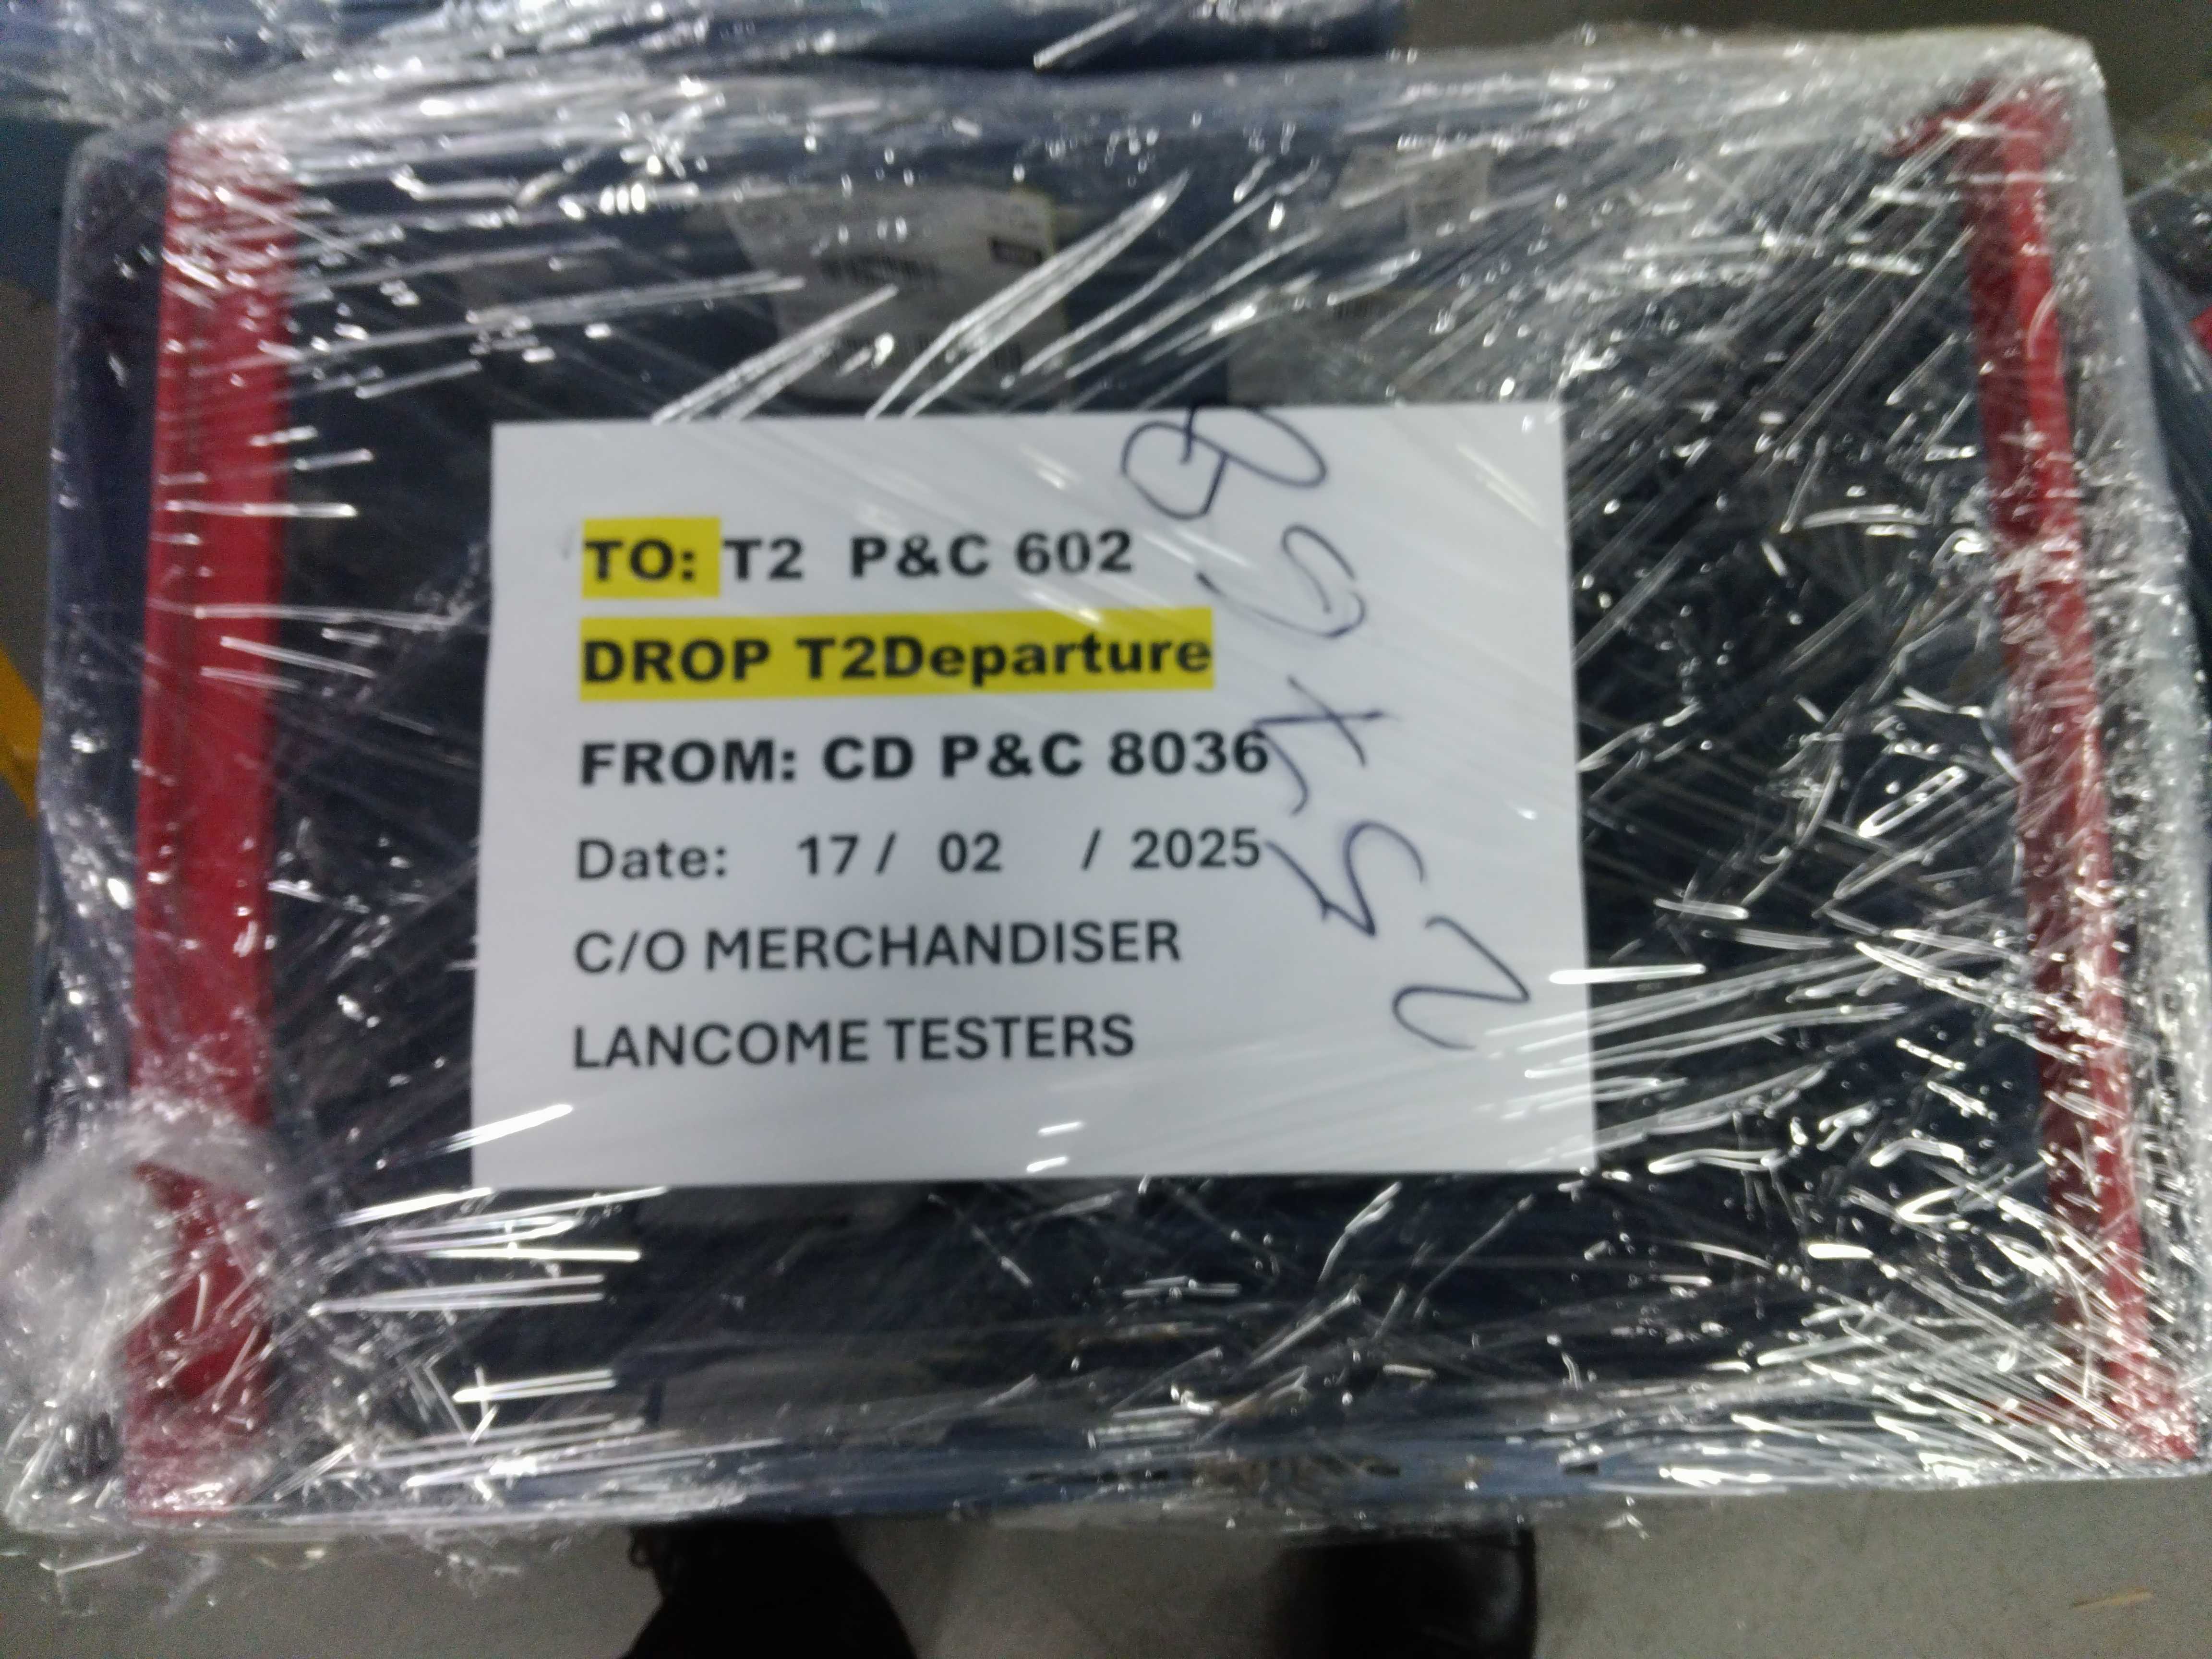 TO: T2 P&C 602
DROP T2Departure
FROM: CD P&C 8036
Date: 17 / 02 / 2025
C/O MERCHANDISER
LANCOME TESTERS